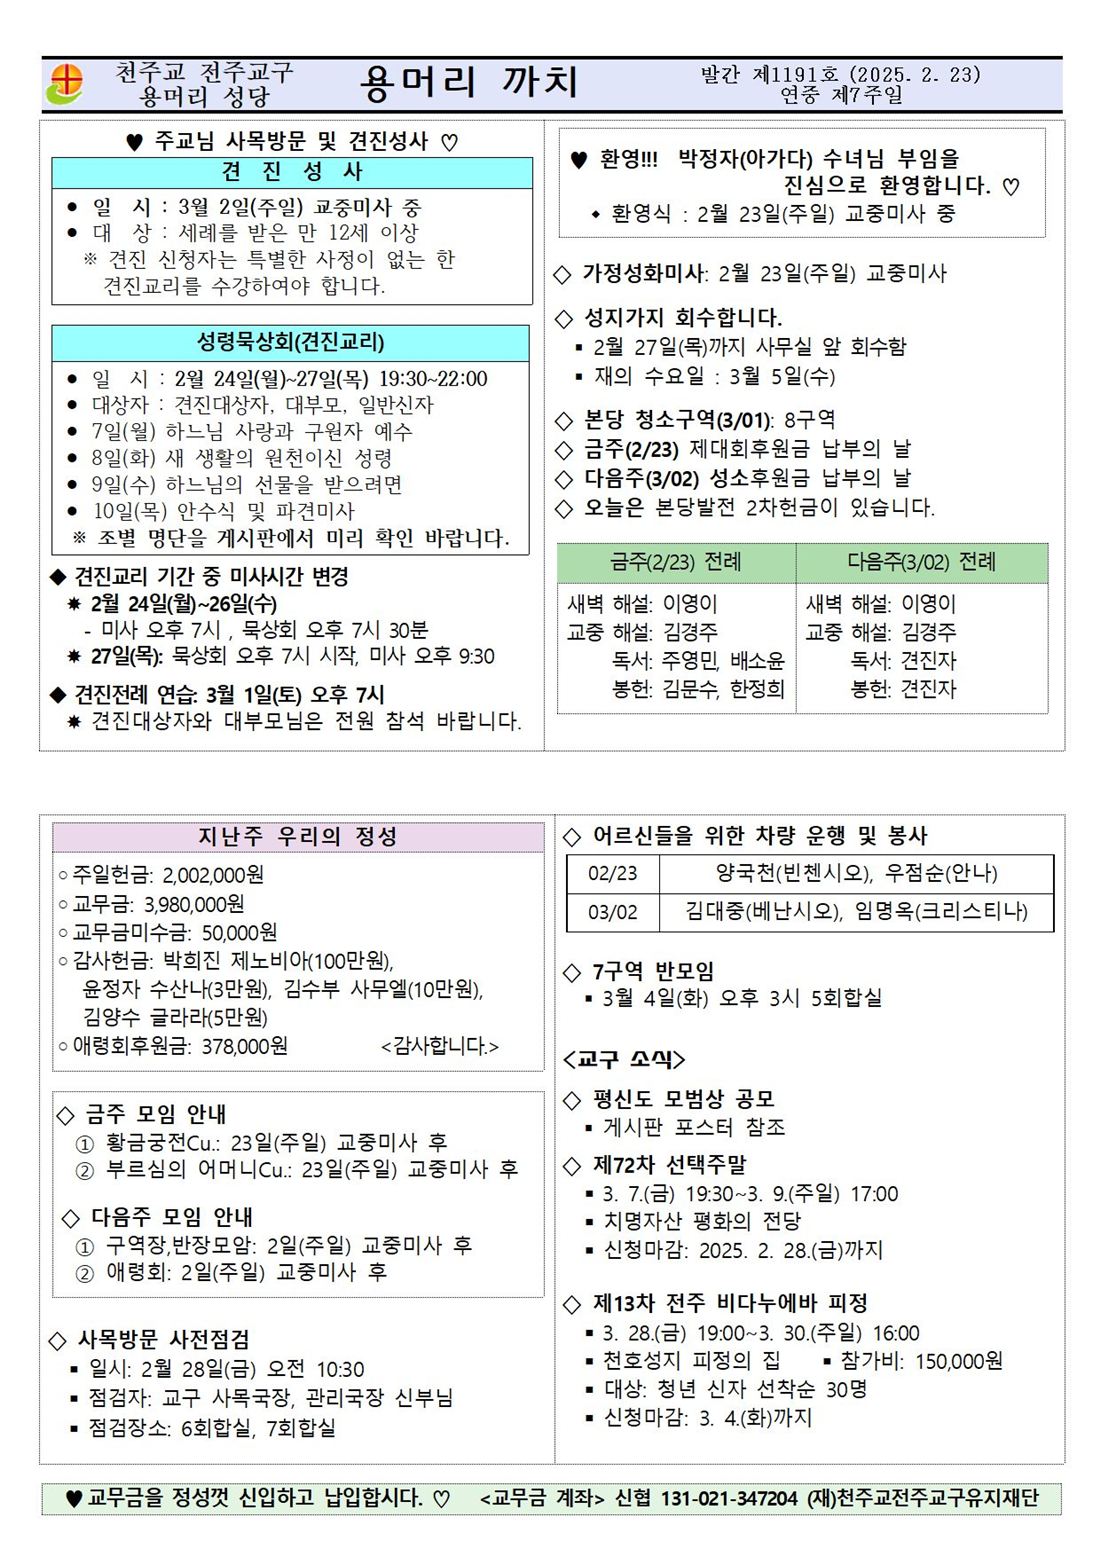 천주교 전주교구
용머리 성당
용머리 까치
발간 제1191호 (2025. 2. 23)
연중 제7주일
♥ 주교님 사목방문 및 견진성사 ♡
견 진 성 사
● 일 시 : 3월 2일(주일) 교중미사 중
● 대 상 : 세례를 받은 만 12세 이상
※ 견진 신청자는 특별한 사정이 없는 한
견진교리를 수강하여야 합니다.
성령묵상회(견진교리)
● 일 시 : 2월 24일(월)~27일(목) 19:30~22:00
● 대상자 : 견진대상자, 대부모, 일반신자
● 7일(월) 하느님 사랑과 구원자 예수
● 8일(화) 새 생활의 원천이신 성령
● 9일(수) 하느님의 선물을 받으려면
● 10일(목) 안수식 및 파견미사
※ 조별 명단을 게시판에서 미리 확인 바랍니다.
◆ 견진교리 기간 중 미사시간 변경
✸ 2월 24일(월)~26일(수)
- 미사 오후 7시 , 묵상회 오후 7시 30분
✸ 27일(목): 묵상회 오후 7시 시작, 미사 오후 9:30
◆ 견진전례 연습: 3월 1일(토) 오후 7시
✸ 견진대상자와 대부모님은 전원 참석 바랍니다.
♥ 환영!!! 박정자(아가다) 수녀님 부임을
진심으로 환영합니다. ♡
◆ 환영식 : 2월 23일(주일) 교중미사 중
◇ 가정성화미사: 2월 23일(주일) 교중미사
◇ 성지가지 회수합니다.
▪ 2월 27일(목)까지 사무실 앞 회수함
▪ 재의 수요일 : 3월 5일(수)
◇ 본당 청소구역(3/01): 8구역
◇ 금주(2/23) 제대회후원금 납부의 날
◇ 다음주(3/02) 성소후원금 납부의 날
◇ 오늘은 본당발전 2차헌금이 있습니다.
금주(2/23) 전례
새벽 해설: 이영이
교중 해설: 김경주
독서: 주영민, 배소윤
봉헌: 김문수, 한정희
다음주(3/02) 전례
새벽 해설: 이영이
교중 해설: 김경주
독서: 견진자
봉헌: 견진자
지난주 우리의 정성
○ 주일헌금: 2,002,000원
○ 교무금: 3,980,000원
○ 교무금미수금: 50,000원
○ 감사헌금: 박희진 제노비아(100만원),
윤정자 수산나(3만원), 김수부 사무엘(10만원),
김양수 글라라(5만원)
○ 애령회후원금: 378,000원 <감사합니다.>
◇ 금주 모임 안내
① 황금궁전Cu.: 23일(주일) 교중미사 후
② 부르심의 어머니Cu.: 23일(주일) 교중미사 후
◇ 다음주 모임 안내
① 구역장,반장모암: 2일(주일) 교중미사 후
② 애령회: 2일(주일) 교중미사 후
◇ 사목방문 사전점검
▪ 일시: 2월 28일(금) 오전 10:30
▪ 점검자: 교구 사목국장, 관리국장 신부님
▪ 점검장소: 6회합실, 7회합실
◇ 어르신들을 위한 차량 운행 및 봉사
02/23 양국천(빈첸시오), 우점순(안나)
03/02 김대중(베난시오), 임명옥(크리스티나)
◇ 7구역 반모임
▪ 3월 4일(화) 오후 3시 5회합실
<교구 소식>
◇ 평신도 모범상 공모
▪ 게시판 포스터 참조
◇ 제72차 선택주말
▪ 3. 7.(금) 19:30~3. 9.(주일) 17:00
▪ 치명자산 평화의 전당
▪ 신청마감: 2025. 2. 28.(금)까지
◇ 제13차 전주 비다누에바 피정
▪ 3. 28.(금) 19:00~3. 30.(주일) 16:00
▪ 천호성지 피정의 집 ▪ 참가비: 150,000원
▪ 대상: 청년 신자 선착순 30명
▪ 신청마감: 3. 4.(화)까지
♥ 교무금을 정성껏 신입하고 납입합시다. ♡ <교무금 계좌> 신협 131-021-347204 (재)천주교전주교구유지재단